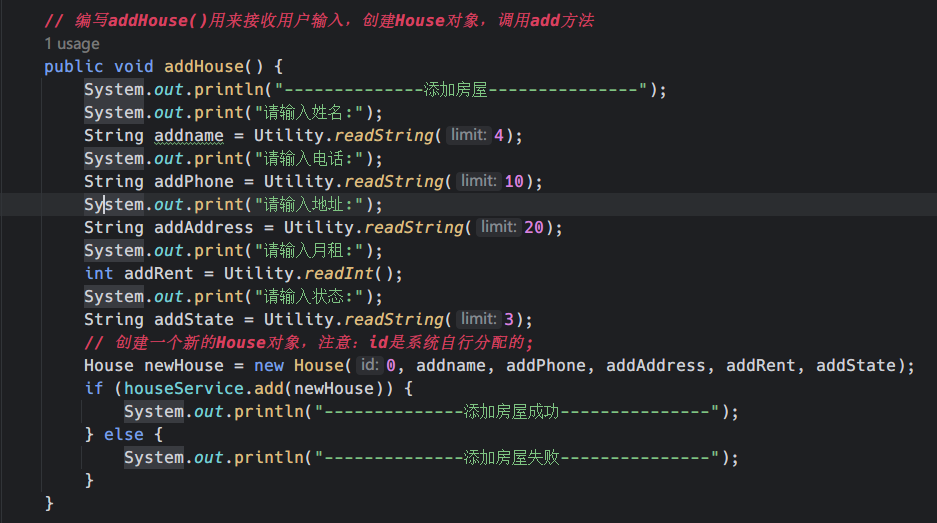 // 编写addHouse()用来接收用户输入，创建House对象，调用add方法
1 usage
public void addHouse() {
    System.out.println("--------------添加房屋---------------");
    System.out.print("请输入姓名:");
    String addname = Utility.readString( limit: 4);
    System.out.print("请输入电话:");
    String addPhone = Utility.readString( limit: 10);
    System.out.print("请输入地址:");
    String addAddress = Utility.readString( limit: 20);
    System.out.print("请输入月租:");
    int addRent = Utility.readInt();
    System.out.print("请输入状态:");
    String addState = Utility.readString( limit: 3);
    // 创建一个新的House对象，注意：id是系统自行分配的;
    House newHouse = new House( id: 0, addname, addPhone, addAddress, addRent, addState);
    if (houseService.add(newHouse)) {
        System.out.println("--------------添加房屋成功---------------");
    } else {
        System.out.println("--------------添加房屋失败---------------");
    }
}